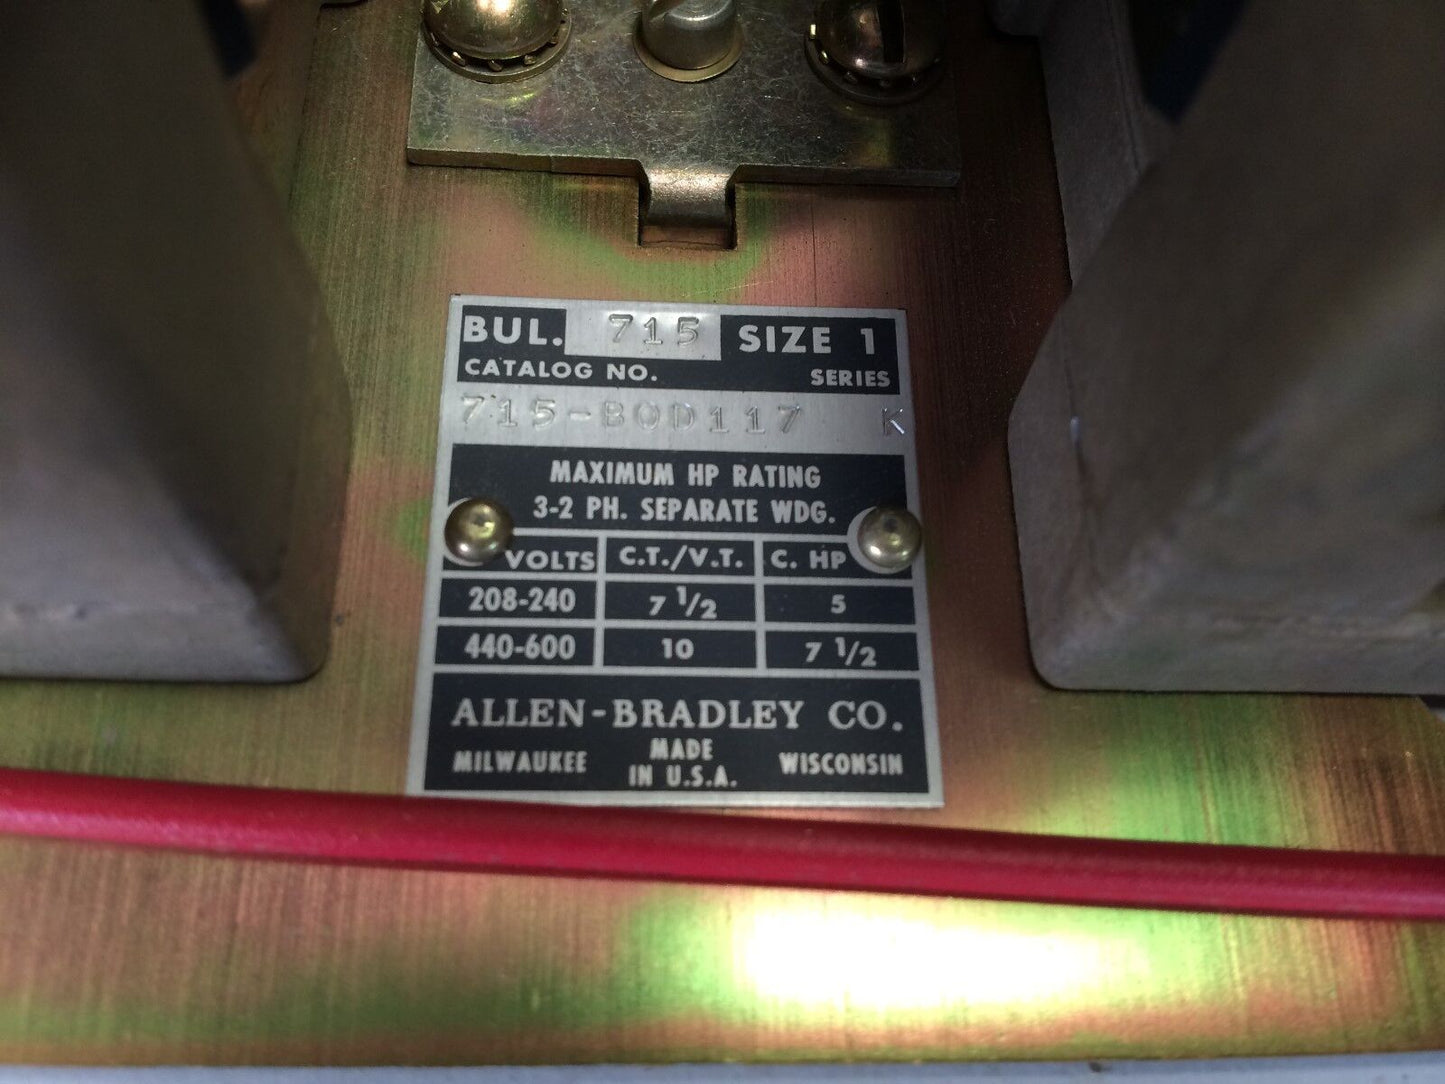 BUL. 715 SIZE 1
CATALOG NO. SERIES
715-BOD117 K
MAXIMUM HP RATING
3-2 PH. SEPARATE WDG.
VOLTS C.T./V.T. C. HP
208-240 7 1/2 5
440-600 10 7 1/2
ALLEN-BRADLEY CO.
MILWAUKEE MADE IN U.S.A. WISCONSIN